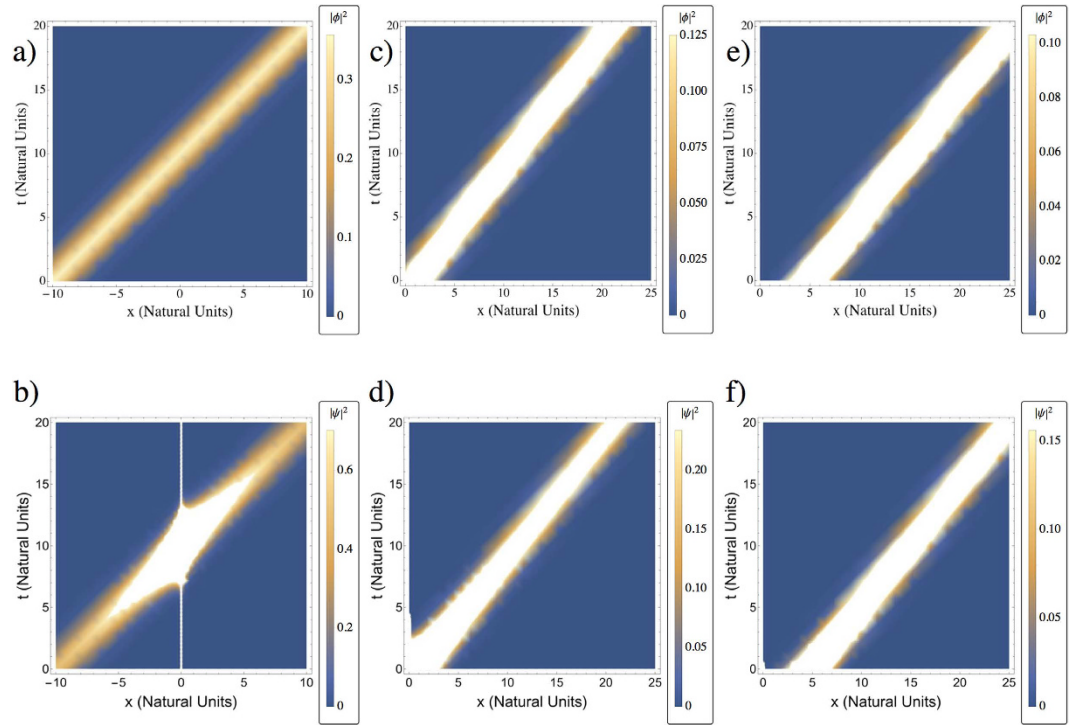 a)
|ϕ|²
20
15
10
5
0
t (Natural Units)
−10 −5 0 5 10
x (Natural Units)
0.3
0.2
0.1
0
c)
|ϕ|²
20
15
10
5
0
t (Natural Units)
0 5 10 15 20 25
x (Natural Units)
0.125
0.100
0.075
0.050
0.025
0
e)
|ϕ|²
20
15
10
5
0
t (Natural Units)
0 5 10 15 20 25
x (Natural Units)
0.10
0.08
0.06
0.04
0.02
0
b)
|ψ|²
20
15
10
5
0
t (Natural Units)
−10 −5 0 5 10
x (Natural Units)
0.6
0.4
0.2
0
d)
|ψ|²
20
15
10
5
0
t (Natural Units)
0 5 10 15 20 25
x (Natural Units)
0.20
0.15
0.10
0.05
0
f)
|ψ|²
20
15
10
5
0
t (Natural Units)
0 5 10 15 20 25
x (Natural Units)
0.15
0.10
0.05
0